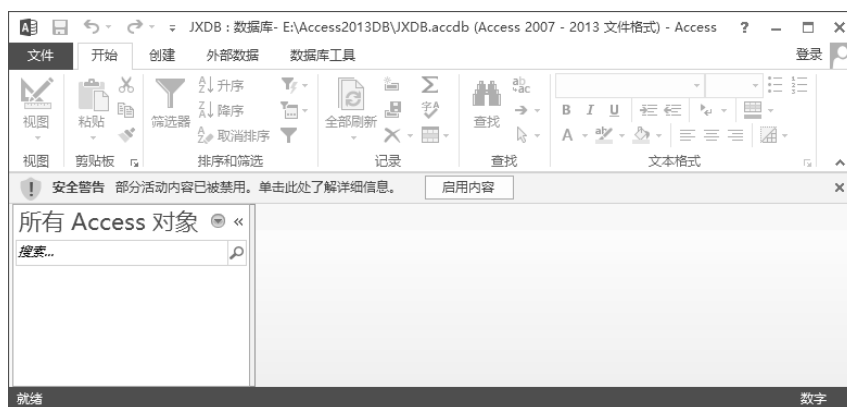 JXDB : 数据库- E:\Access2013DB\JXDB.accdb (Access 2007 - 2013 文件格式) - Access
文件 开始 创建 外部数据 数据库工具 登录
视图 粘贴 筛选器 升序 降序 取消排序 全部刷新 查找
B I U
A
视图 剪贴板 排序和筛选 记录 查找 文本格式
安全警告 部分活动内容已被禁用。单击此处了解详细信息。 启用内容
所有 Access 对象
搜索...
就绪 数字